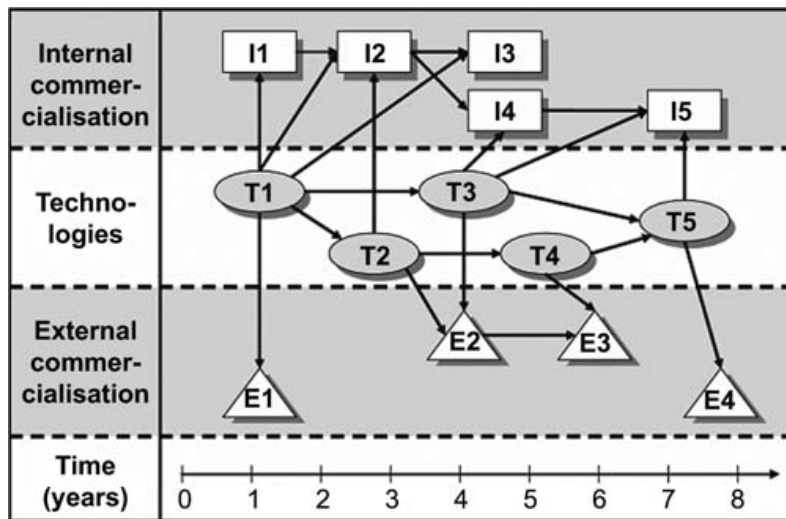 Internal
commer-
cialisation
I1 I2 I3
I4 I5
Techno-
logies
T1 T3
T5
T2 T4
External
commer-
cialisation
E2 E3
E1 E4
Time
(years)
0 1 2 3 4 5 6 7 8